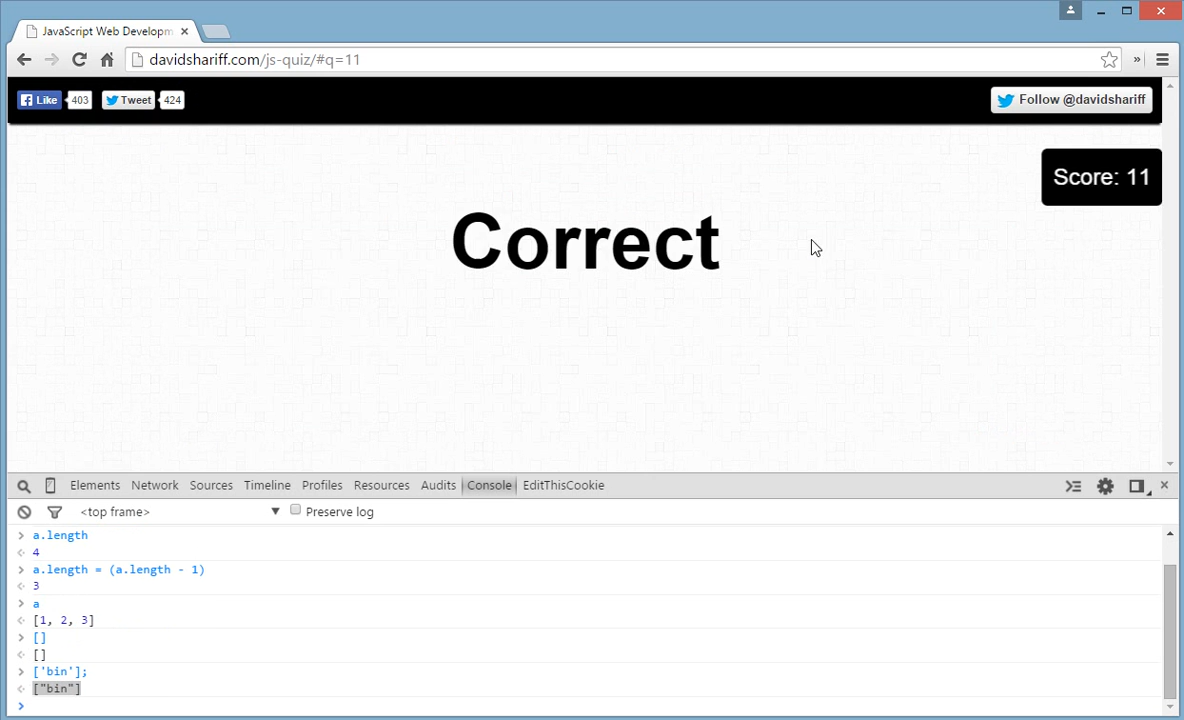 JavaScript Web Developm
davidshariff.com/js-quiz/#q=11
Like 403 Tweet 424 Follow @davidshariff
Score: 11
Correct
Elements Network Sources Timeline Profiles Resources Audits Console EditThisCookie
<top frame> Preserve log
a.length
4
a.length = (a.length - 1)
3
a
[1, 2, 3]
[]
[]
['bin'];
["bin"]